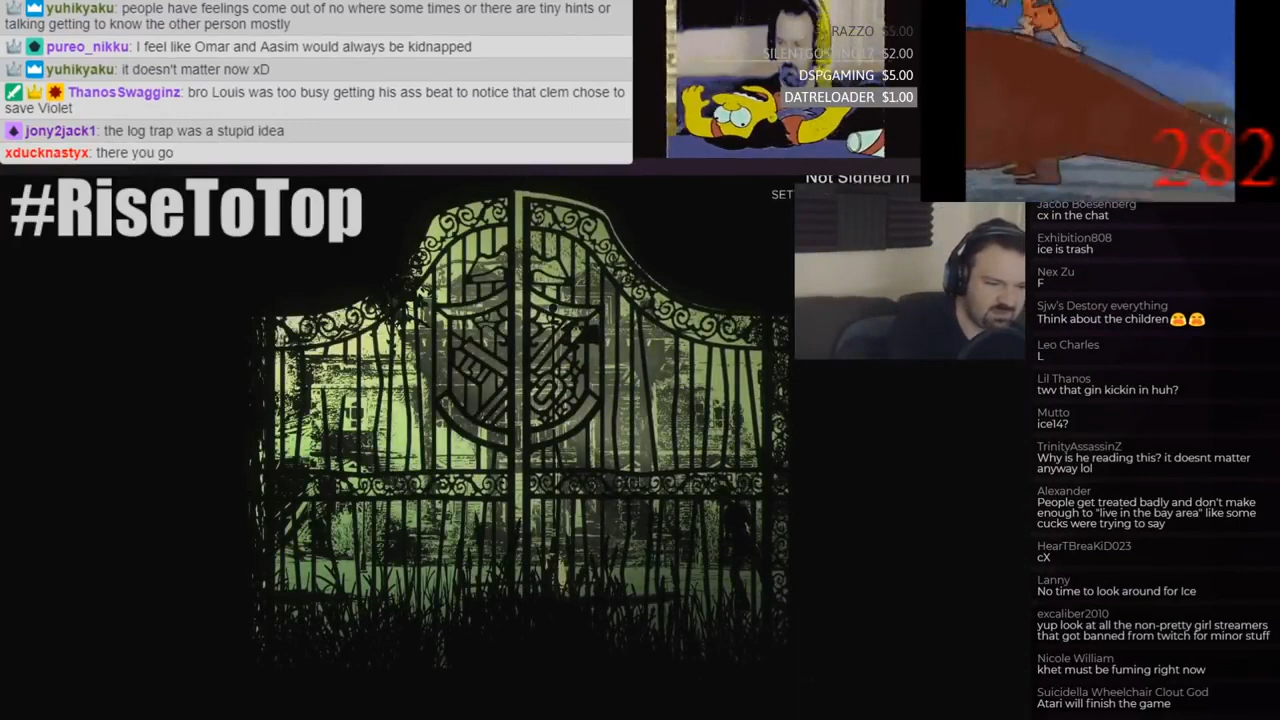 yuhikyaku: people have feelings come out of no where some times or there are tiny hints or
talking getting to know the other person mostly
pureo_nikku: I feel like Omar and Aasim would always be kidnapped
yuhikyaku: it doesn't matter now xD
ThanosSwagginz: bro Louis was too busy getting his ass beat to notice that clem chose to
save Violet
jony2jack1: the log trap was a stupid idea
xducknastyx: there you go
RAZZO $5.00
$2.00
DSPGAMING $5.00
DATRELOADER $1.00
282
#RiseToTop
Not Signed In
SET
Jacob Boesenberg
cx in the chat
Exhibition808
ice is trash
Nex Zu
F
Sjw's Destory everything
Think about the children😫😫
Leo Charles
L
Lil Thanos
twv that gin kickin in huh?
Mutto
ice14?
TrinityAssassinZ
Why is he reading this? it doesnt matter
anyway lol
Alexander
People get treated badly and don't make
enough to "live in the bay area" like some
cucks were trying to say
HearTBreaKiD023
cX
Lanny
No time to look around for Ice
excaliber2010
yup look at all the non-pretty girl streamers
that got banned from twitch for minor stuff
Nicole William
khet must be fuming right now
Suicidella Wheelchair Clout God
Atari will finish the game